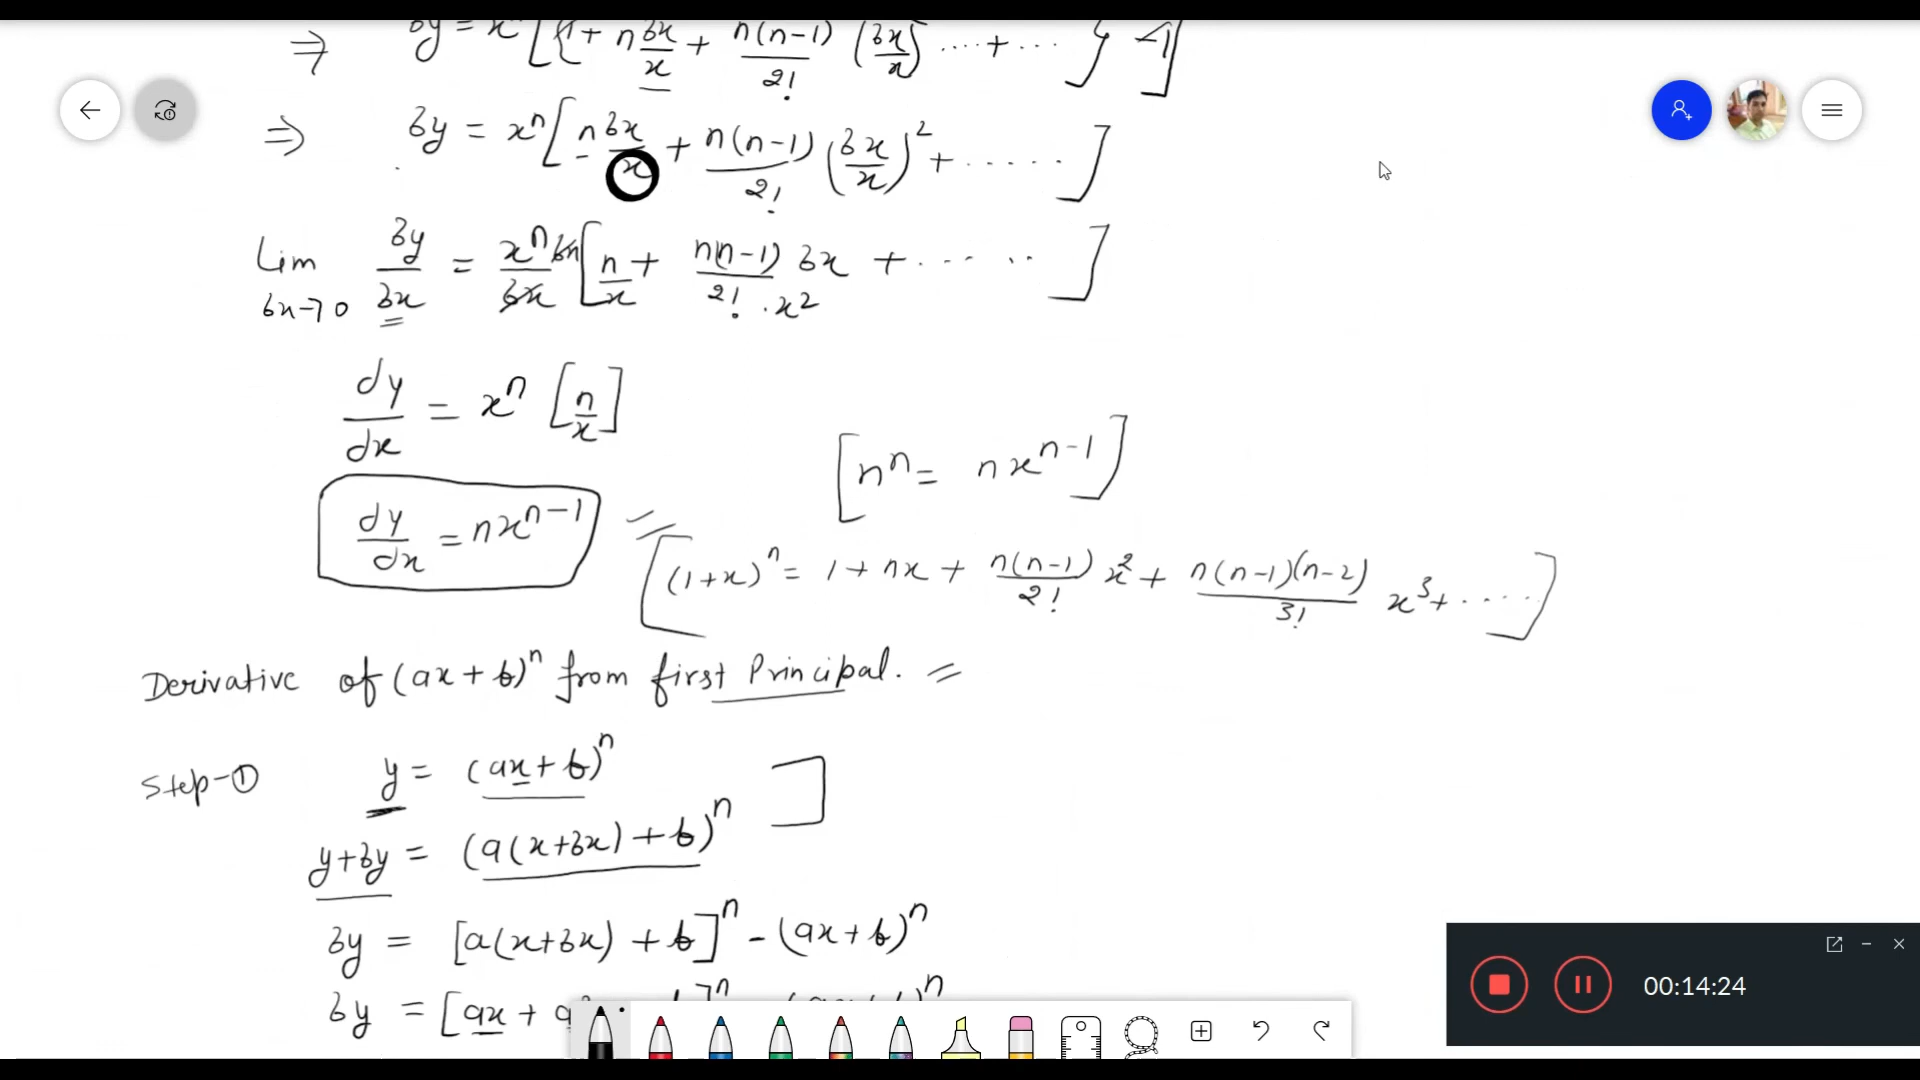 ⇒ δy = xⁿ [{1 + n δx/x + n(n-1)/2! (δx/x) ....+... } -1]
⇒ δy = xⁿ [n δx/x + n(n-1)/2! (δx/x)² + ......]
Lim δx→0 δy/δx = xⁿ δx/δx [n/x + n(n-1)/2!.x² δx + ......]
dy/dx = xⁿ [n/x]
[nⁿ = nxⁿ⁻¹]
dy/dx = nxⁿ⁻¹
[(1+x)ⁿ = 1 + nx + n(n-1)/2! x² + n(n-1)(n-2)/3! x³ + .....]
Derivative of (ax + b)ⁿ from first Principal. =
Step-①
y = (ax + b)ⁿ
y+δy = (a(x+δx) + b)ⁿ
δy = [a(x+δx) + b]ⁿ - (ax + b)ⁿ
δy = [ax + a
00:14:24